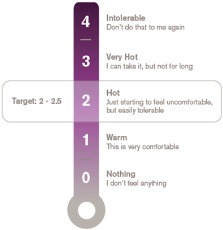 4 Intolerable
Don't do that to me again
3 Very Hot
I can take it, but not for long
Target: 2 - 2.5
2 Hot
Just starting to feel uncomfortable,
but easily tolerable
1 Warm
This is very comfortable
0 Nothing
I don't feel anything